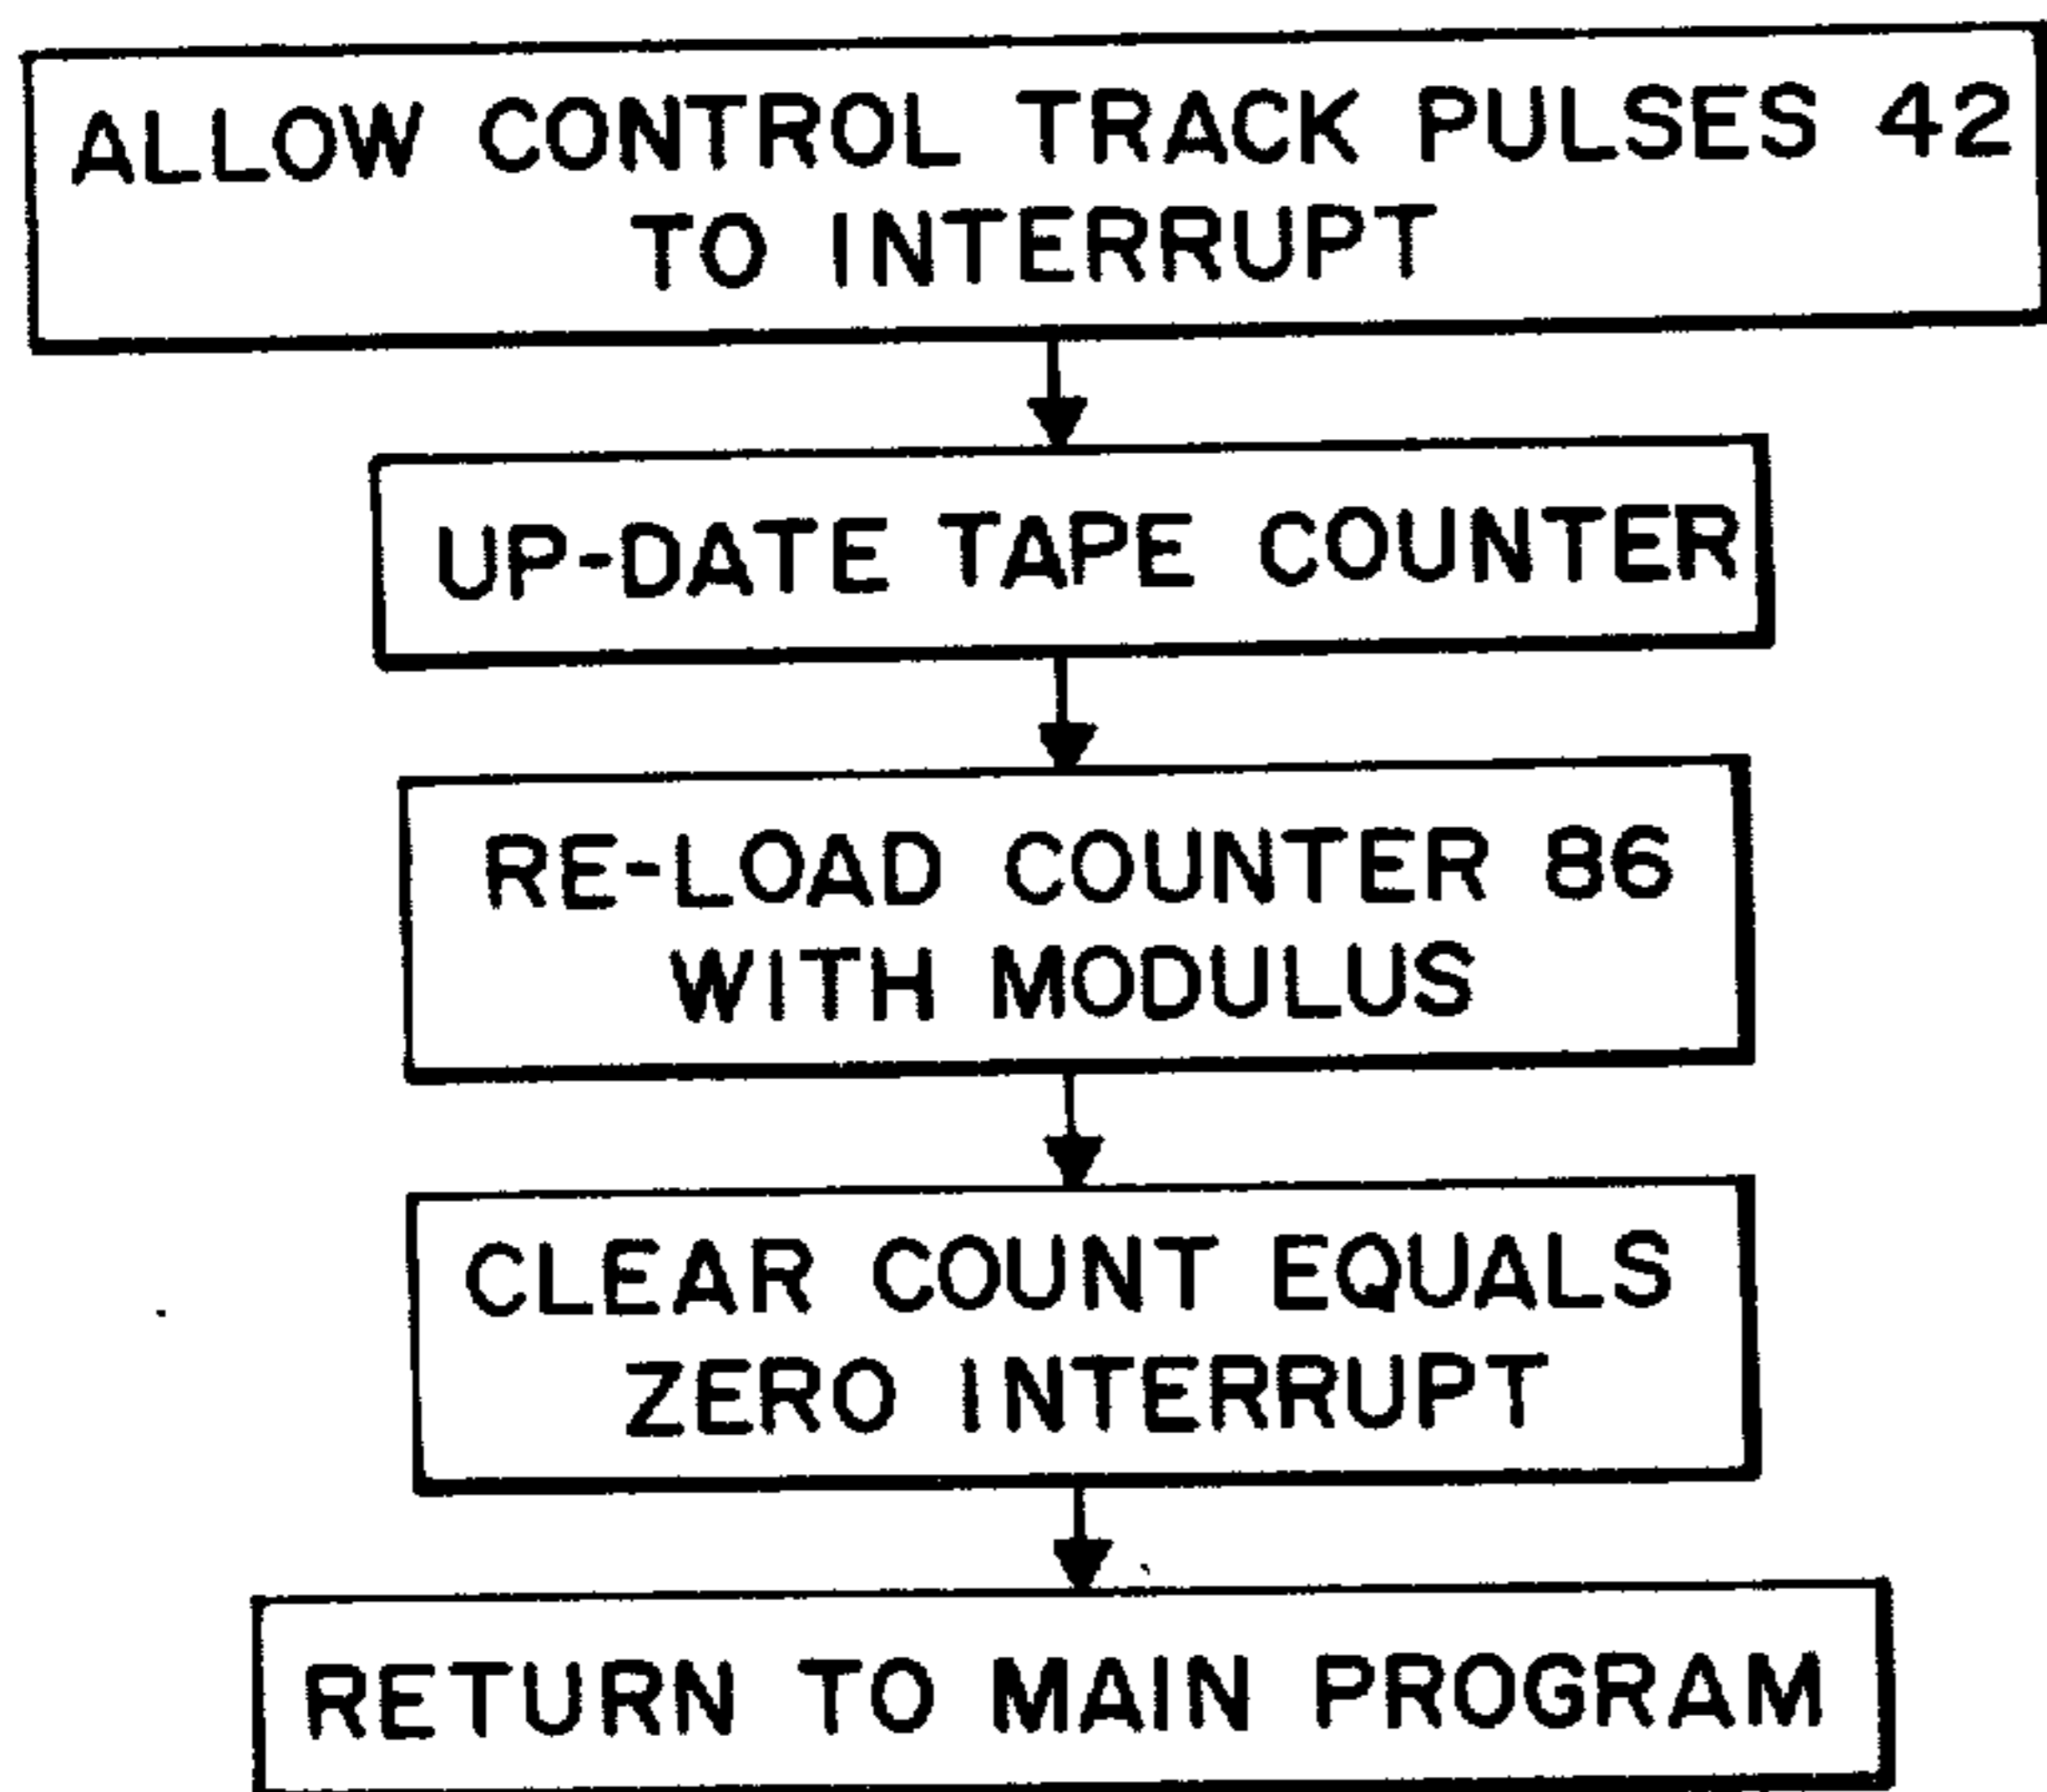 ALLOW CONTROL TRACK PULSES 42
TO INTERRUPT
UP-DATE TAPE COUNTER
RE-LOAD COUNTER 86
WITH MODULUS
CLEAR COUNT EQUALS
ZERO INTERRUPT
RETURN TO MAIN PROGRAM